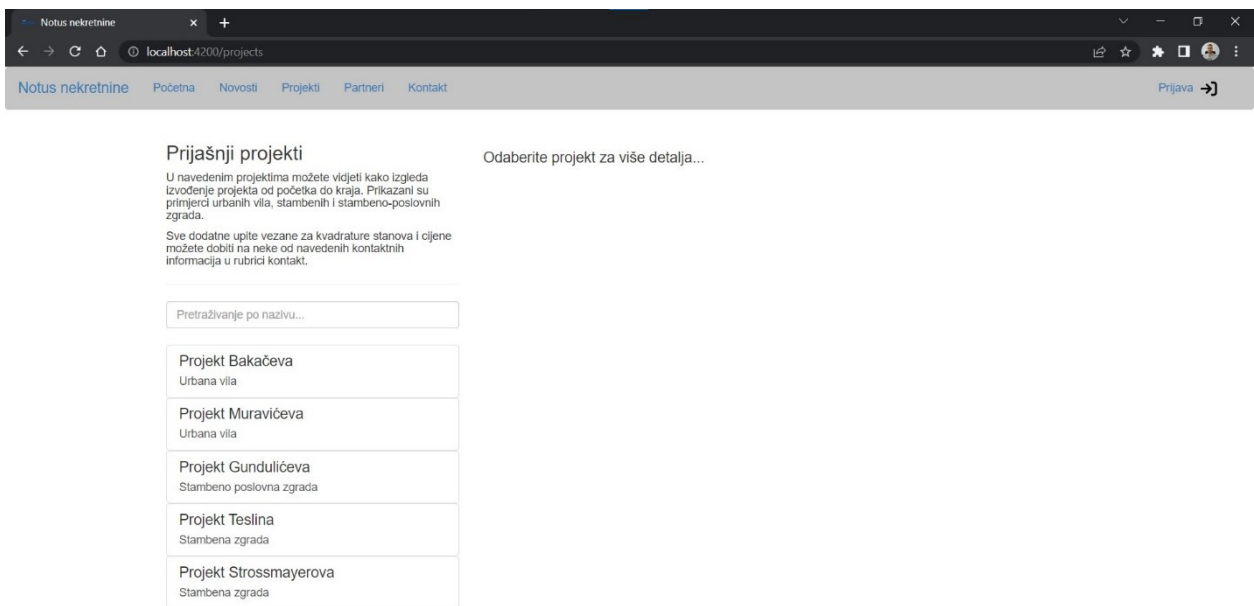 Notus nekretnine
localhost:4200/projects
Notus nekretnine Početna Novosti Projekti Partneri Kontakt Prijava
Prijašnji projekti
U navedenim projektima možete vidjeti kako izgleda
izvođenje projekta od početka do kraja. Prikazani su
primjerci urbanih vila, stambenih i stambeno-poslovnih
zgrada.
Sve dodatne upite vezane za kvadrature stanova i cijene
možete dobiti na neke od navedenih kontaktnih
informacija u rubrici kontakt.
Pretraživanje po nazivu...
Projekt Bakačeva
Urbana vila
Projekt Muravićeva
Urbana vila
Projekt Gundulićeva
Stambeno poslovna zgrada
Projekt Teslina
Stambena zgrada
Projekt Strossmayerova
Stambena zgrada
Odaberite projekt za više detalja...